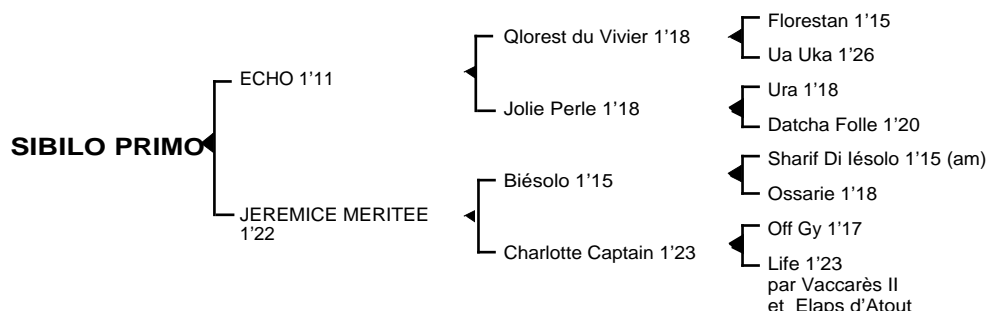 SIBILO PRIMO
ECHO 1’11
JEREMICE MERITEE
1’22
Qlorest du Vivier 1’18
Jolie Perle 1’18
Biésolo 1’15
Charlotte Captain 1’23
Florestan 1’15
Ua Uka 1’26
Ura 1’18
Datcha Folle 1’20
Sharif Di Iésolo 1’15 (am)
Ossarie 1’18
Off Gy 1’17
Life 1’23
par Vaccarès II
et Elaps d’Atout